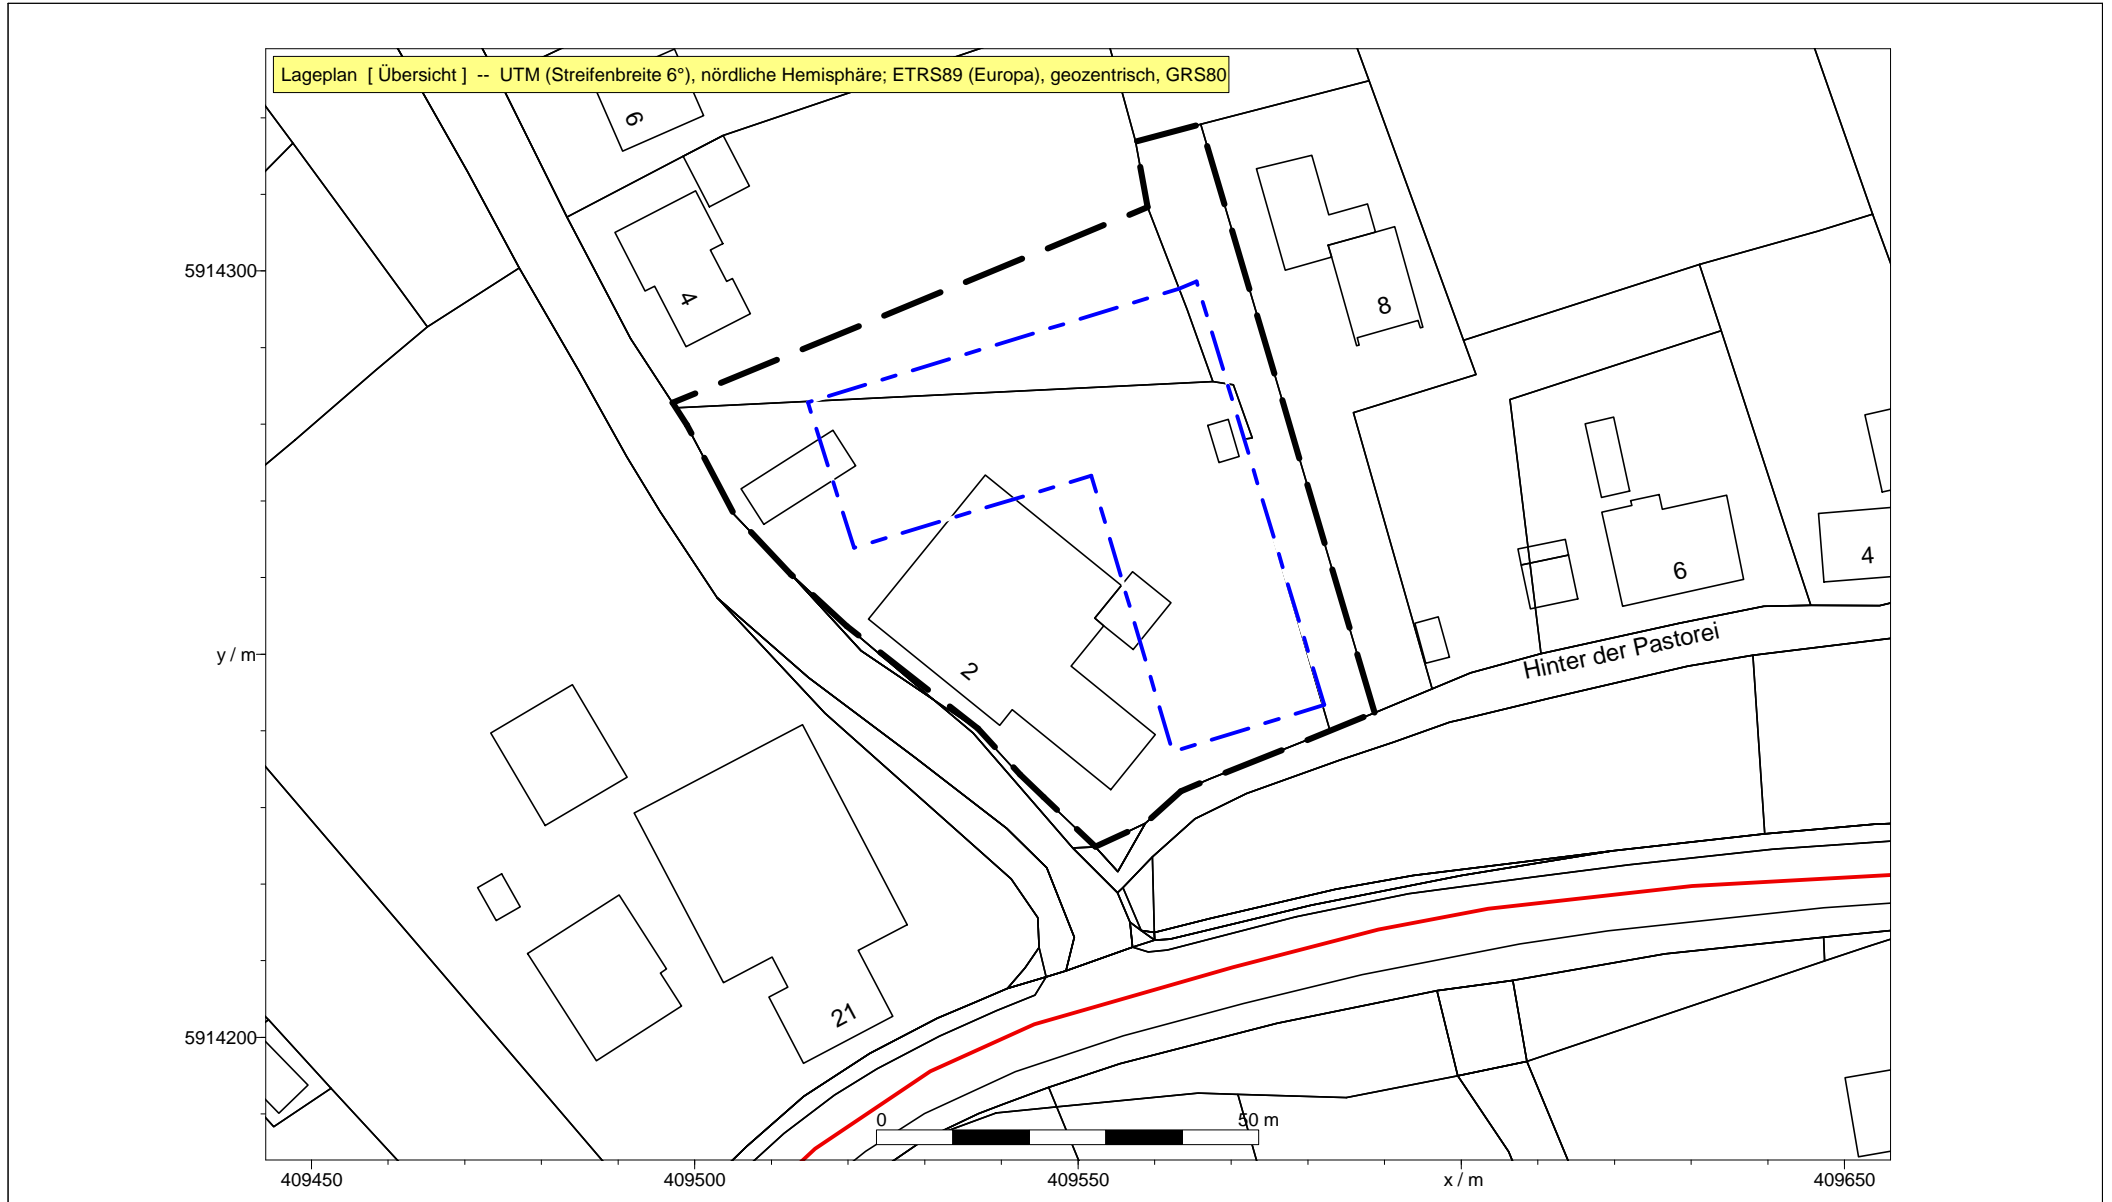 Lageplan [ Übersicht ] -- UTM (Streifenbreite 6°), nördliche Hemisphäre; ETRS89 (Europa), geozentrisch, GRS80
6
4
8
5914300
6
4
y / m
2
Hinter der Pastorei
21
5914200
0 50 m
409450 409500 409550 x / m 409650